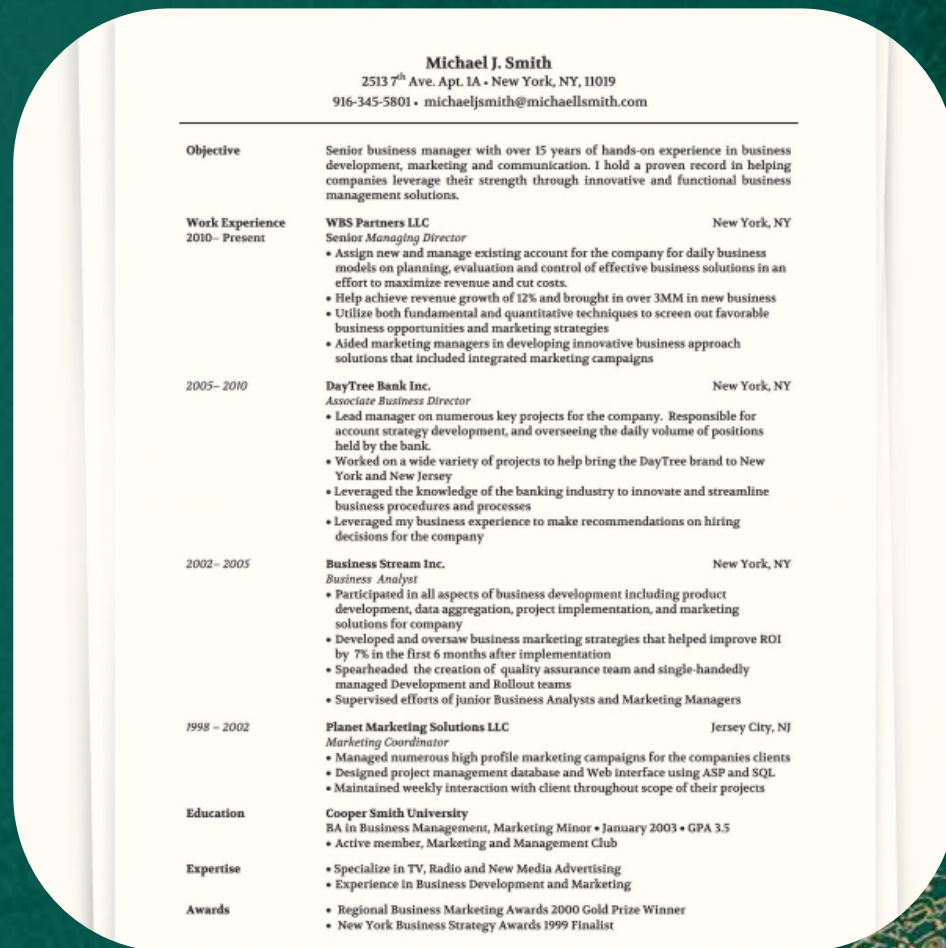 Michael J. Smith
2513 7th Ave. Apt. 1A • New York, NY, 11019
916-345-5801 • michaeljsmith@michaellsmith.com
Objective
Senior business manager with over 15 years of hands-on experience in business
development, marketing and communication. I hold a proven record in helping
companies leverage their strength through innovative and functional business
management solutions.
Work Experience WBS Partners LLC New York, NY
2010– Present Senior Managing Director
• Assign new and manage existing account for the company for daily business
models on planning, evaluation and control of effective business solutions in an
effort to maximize revenue and cut costs.
• Help achieve revenue growth of 12% and brought in over 3MM in new business
• Utilize both fundamental and quantitative techniques to screen out favorable
business opportunities and marketing strategies
• Aided marketing managers in developing innovative business approach
solutions that included integrated marketing campaigns
2005– 2010 DayTree Bank Inc. New York, NY
Associate Business Director
• Lead manager on numerous key projects for the company. Responsible for
account strategy development, and overseeing the daily volume of positions
held by the bank.
• Worked on a wide variety of projects to help bring the DayTree brand to New
York and New Jersey
• Leveraged the knowledge of the banking industry to innovate and streamline
business procedures and processes
• Leveraged my business experience to make recommendations on hiring
decisions for the company
2002– 2005 Business Stream Inc. New York, NY
Business Analyst
• Participated in all aspects of business development including product
development, data aggregation, project implementation, and marketing
solutions for company
• Developed and oversaw business marketing strategies that helped improve ROI
by 7% in the first 6 months after implementation
• Spearheaded the creation of quality assurance team and single-handedly
managed Development and Rollout teams
• Supervised efforts of junior Business Analysts and Marketing Managers
1998 – 2002 Planet Marketing Solutions LLC Jersey City, NJ
Marketing Coordinator
• Managed numerous high profile marketing campaigns for the companies clients
• Designed project management database and Web interface using ASP and SQL
• Maintained weekly interaction with client throughout scope of their projects
Education Cooper Smith University
BA in Business Management, Marketing Minor • January 2003 • GPA 3.5
• Active member, Marketing and Management Club
Expertise • Specialize in TV, Radio and New Media Advertising
• Experience in Business Development and Marketing
Awards • Regional Business Marketing Awards 2000 Gold Prize Winner
• New York Business Strategy Awards 1999 Finalist